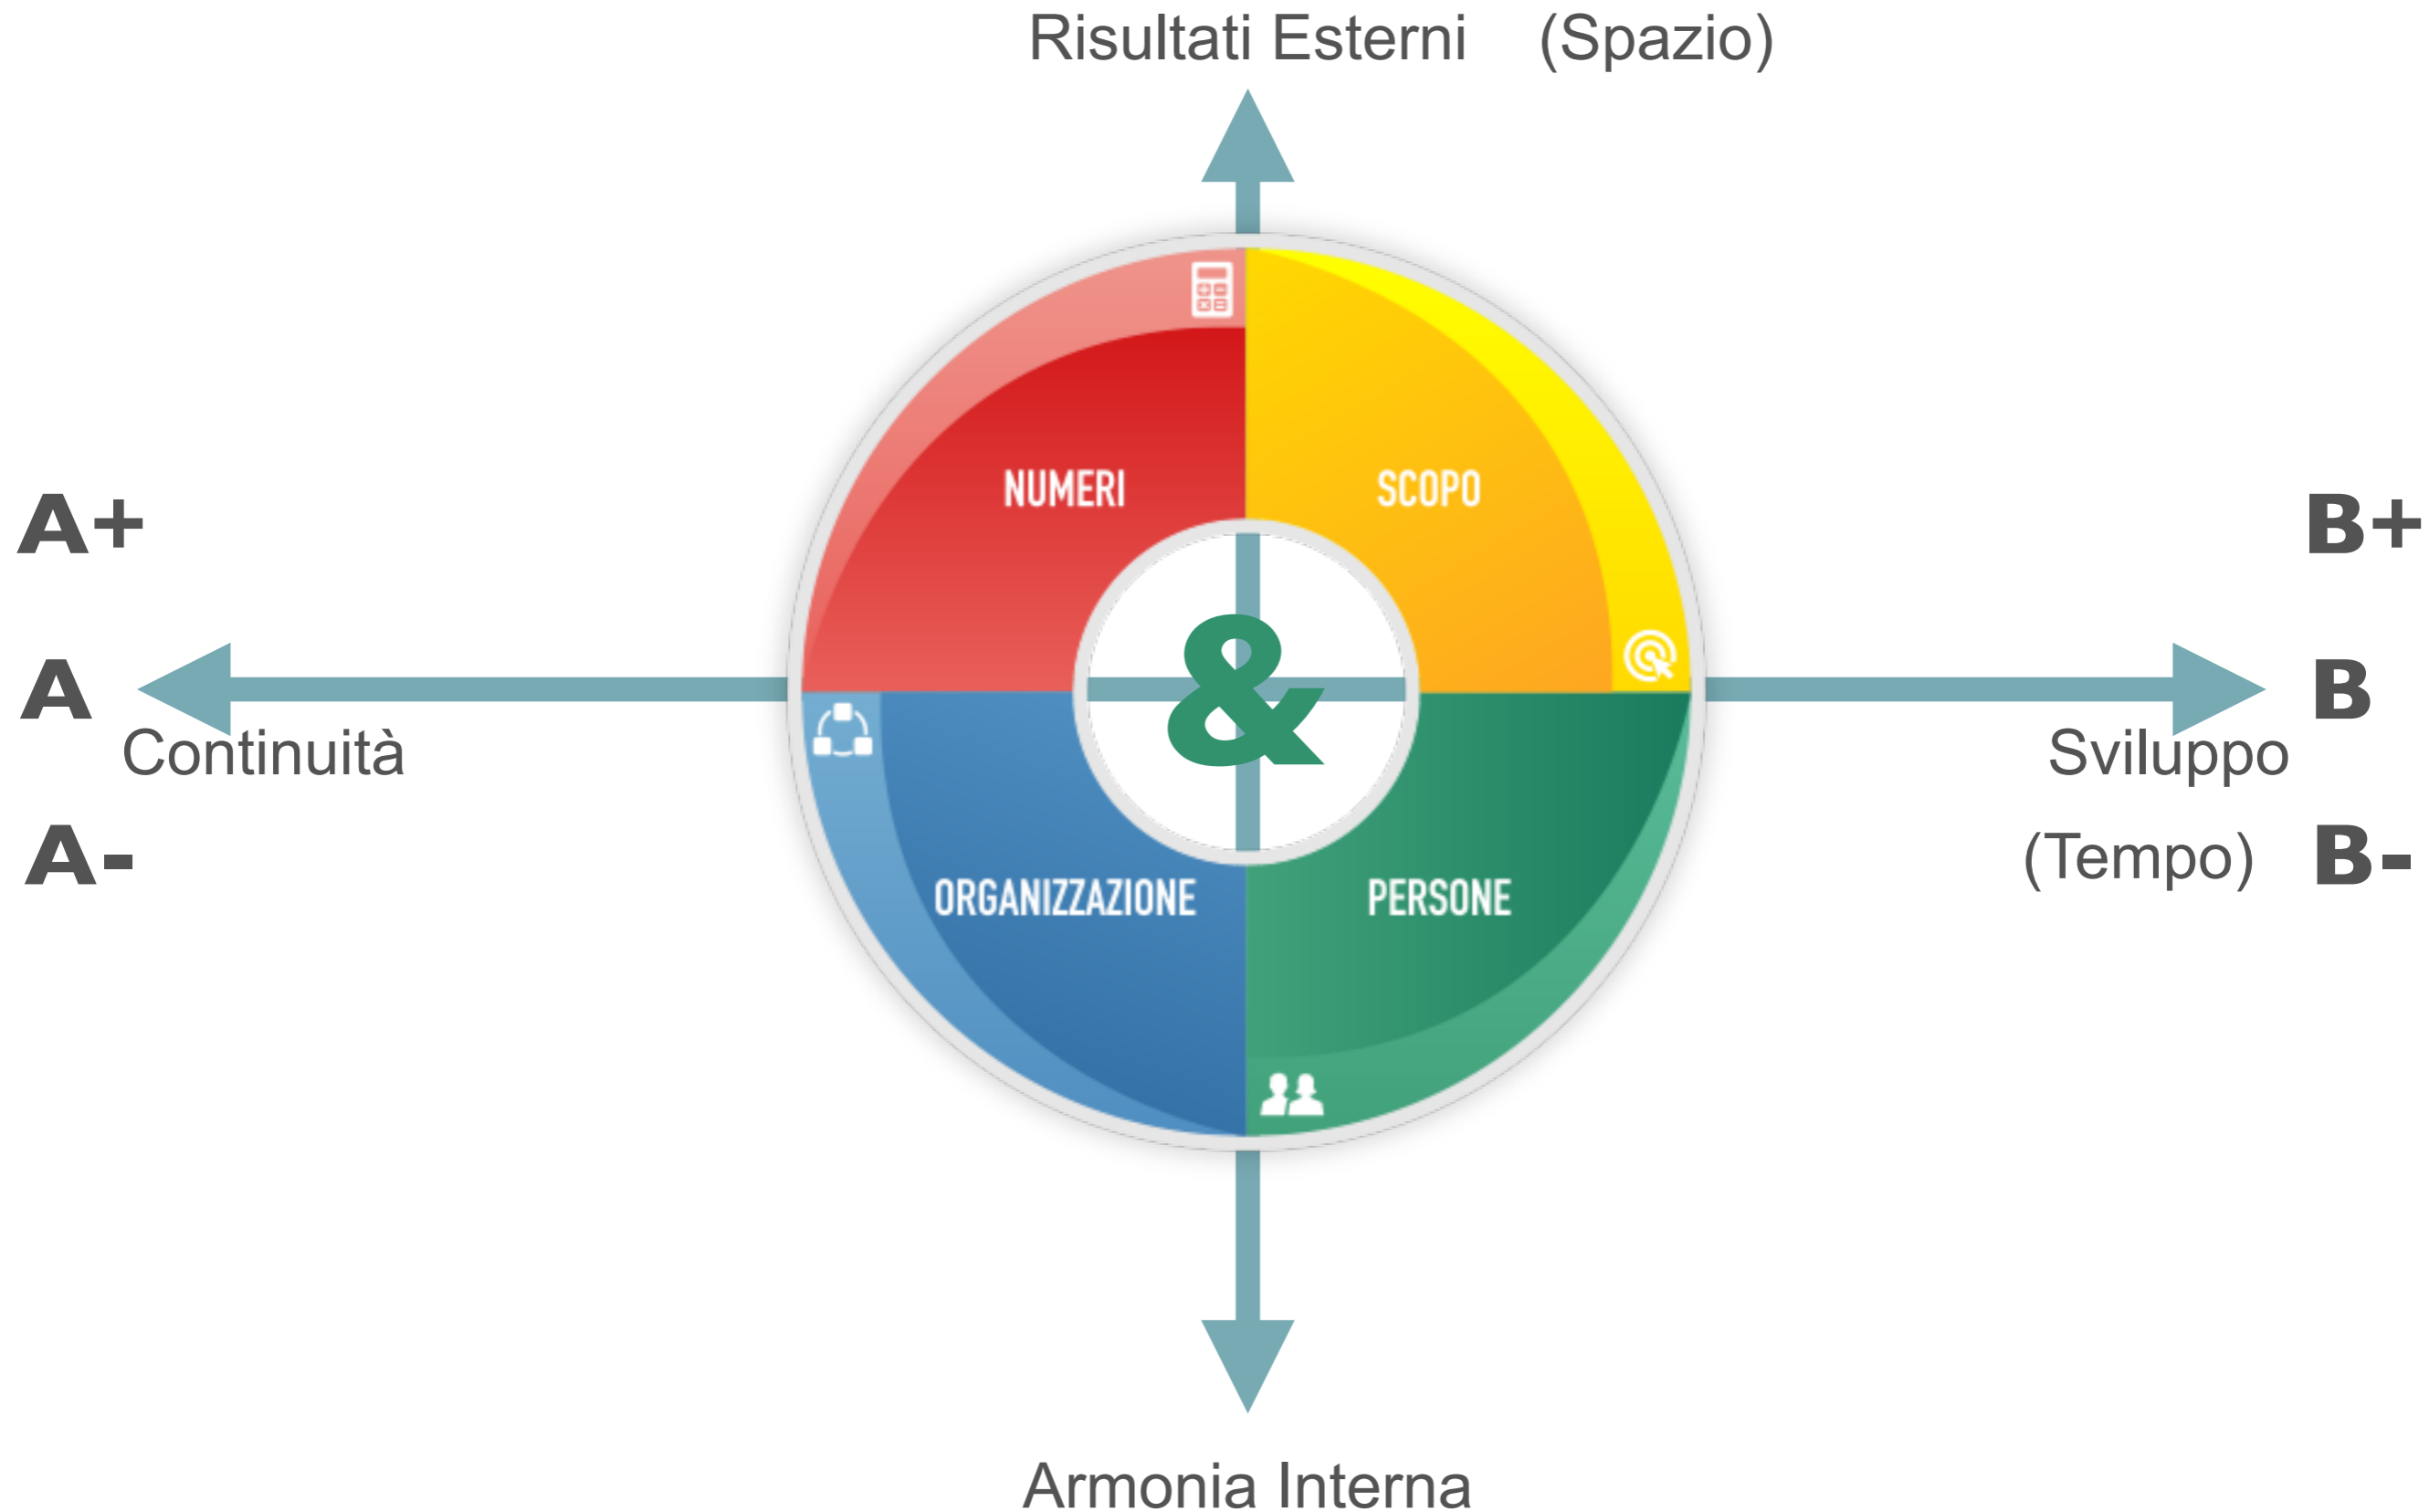 Risultati Esterni (Spazio)
NUMERI
SCOPO
A+
B+
&
A
B
Continuità
Sviluppo
A-
(Tempo)
B-
ORGANIZZAZIONE
PERSONE
Armonia Interna